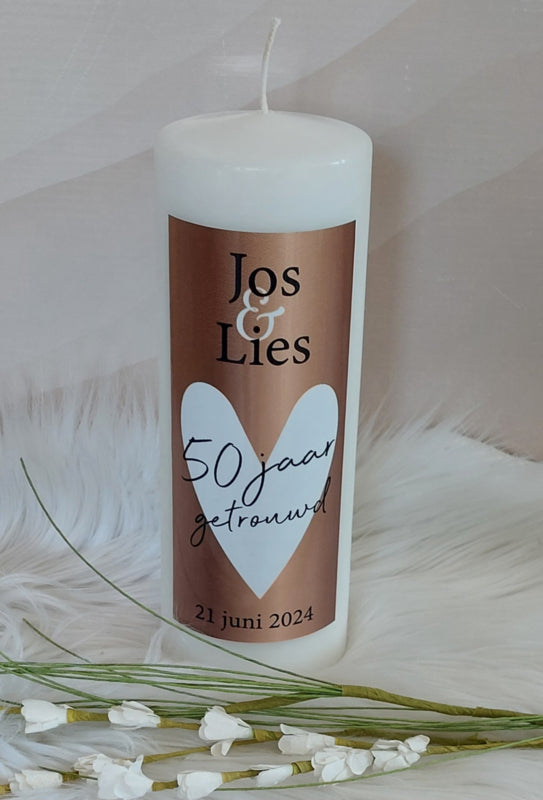 Jos
&
Lies
50 jaar
getrouwd
21 juni 2024